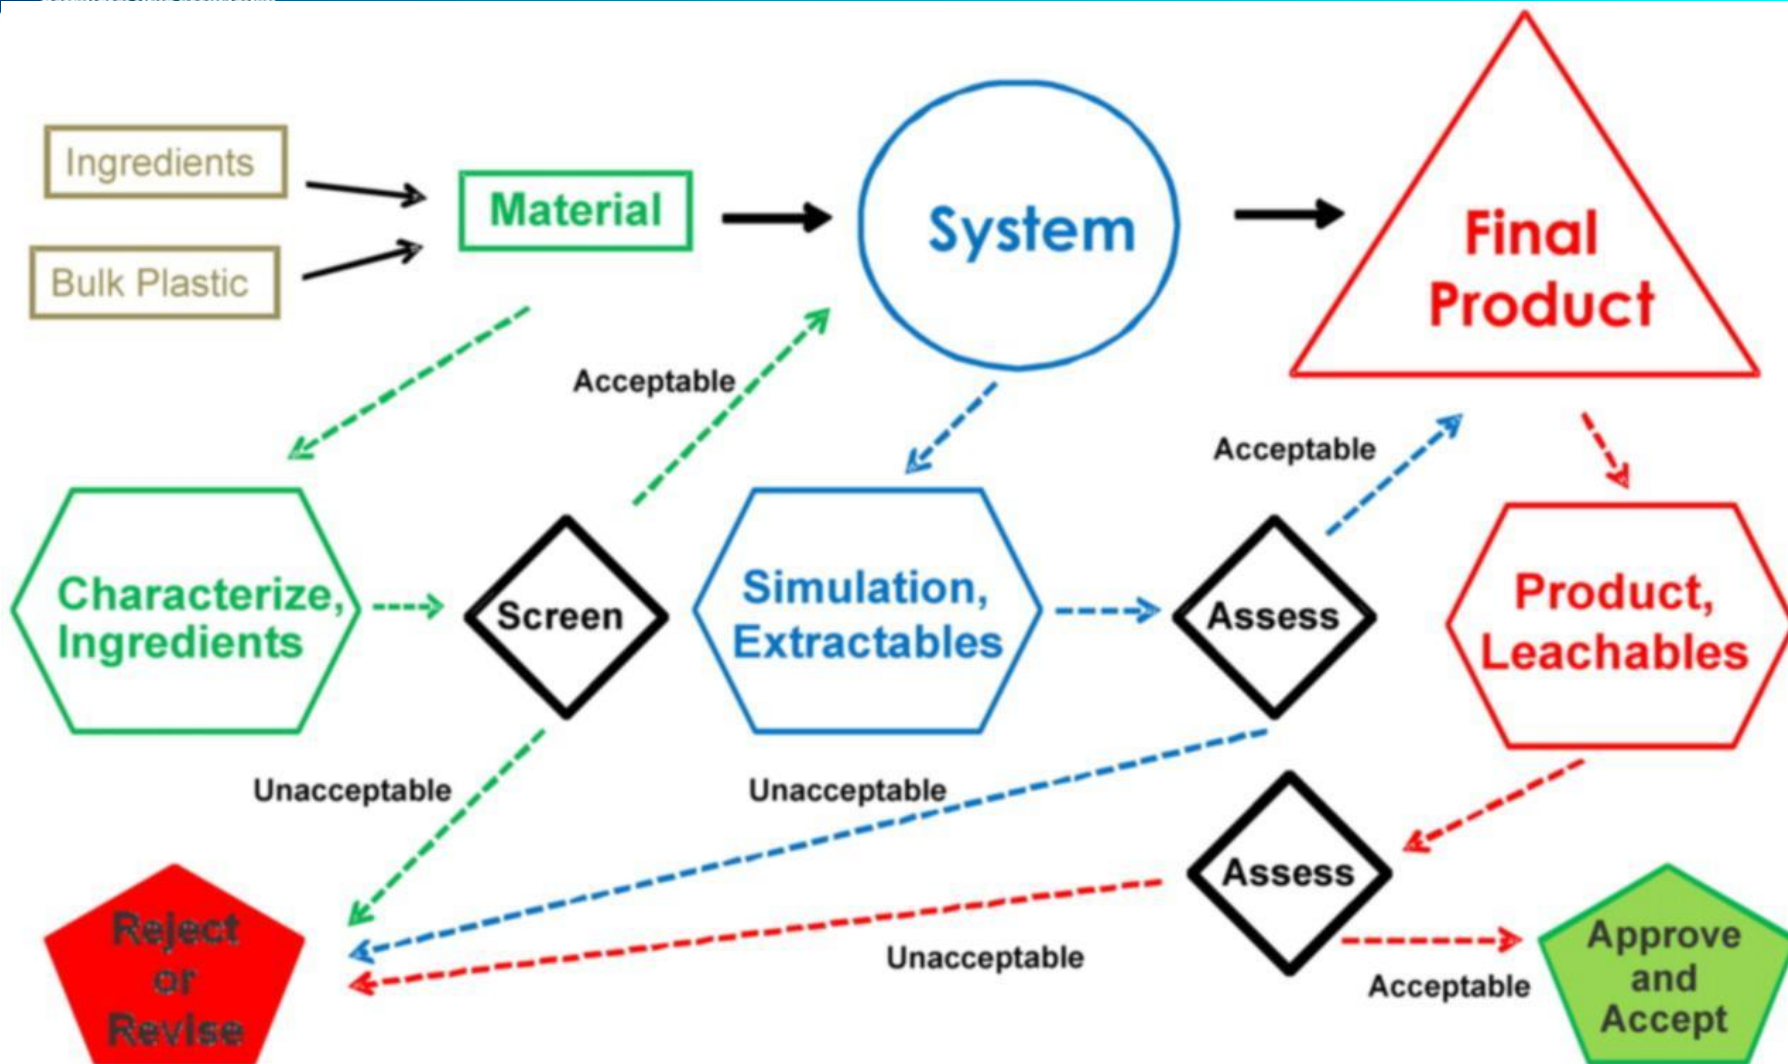 Ingredients
Bulk Plastic
Material
System
Final
Product
Acceptable
Acceptable
Characterize,
Ingredients
Screen
Simulation,
Extractables
Assess
Product,
Leachables
Unacceptable
Unacceptable
Assess
Unacceptable
Acceptable
Reject
or
Revise
Approve
and
Accept